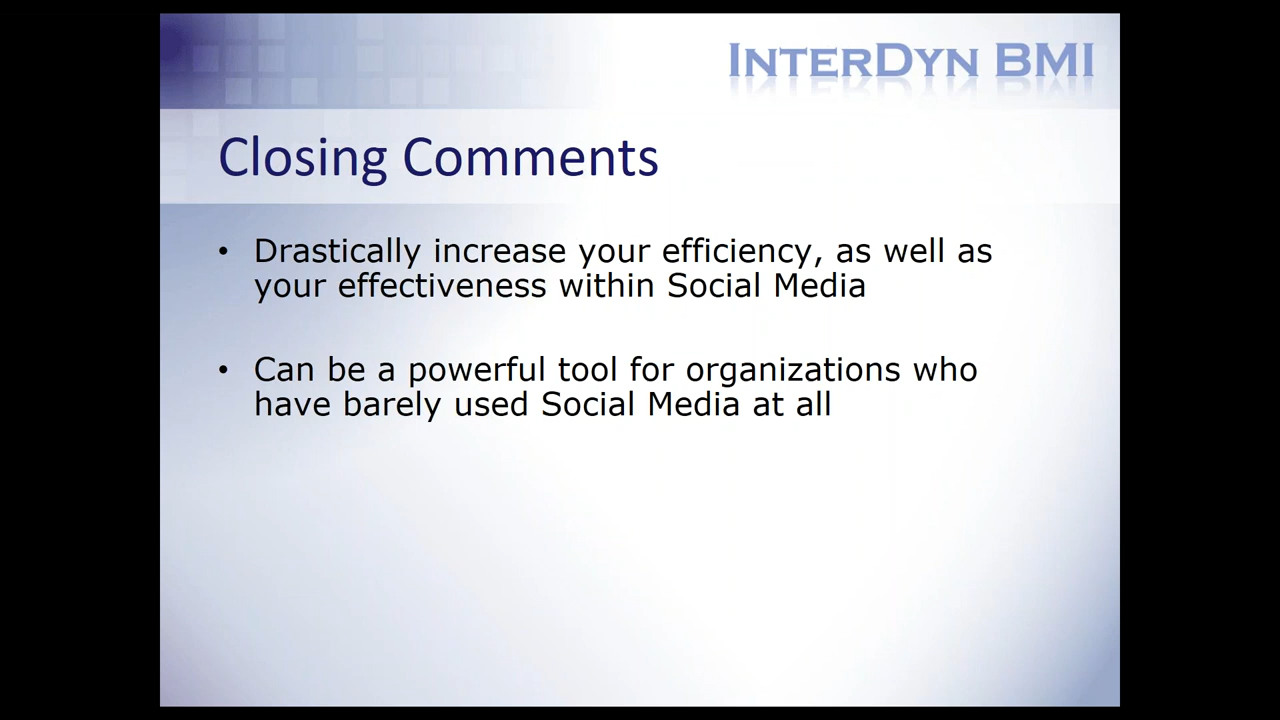 INTERDYN BMI
Closing Comments
• Drastically increase your efficiency, as well as
your effectiveness within Social Media
• Can be a powerful tool for organizations who
have barely used Social Media at all